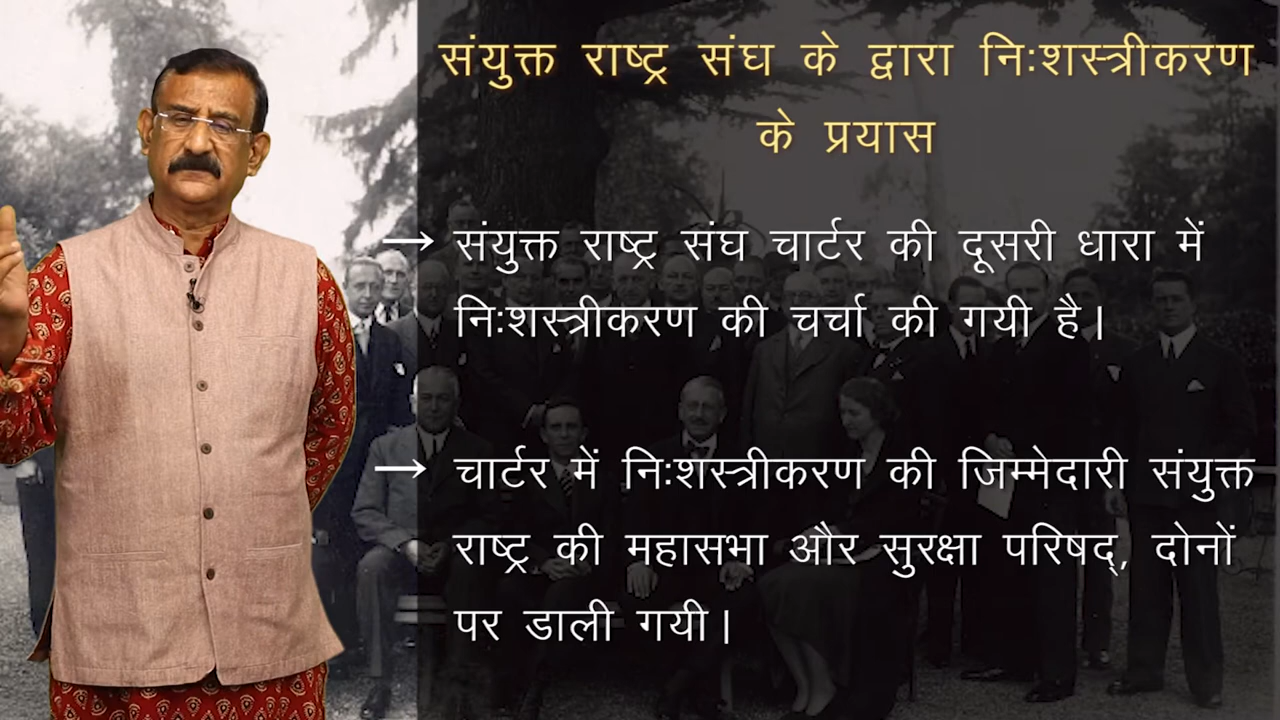 संयुक्त राष्ट्र संघ के द्वारा निःशस्त्रीकरण
के प्रयास
→ संयुक्त राष्ट्र संघ चार्टर की दूसरी धारा में
निःशस्त्रीकरण की चर्चा की गयी है।
→ चार्टर में निःशस्त्रीकरण की जिम्मेदारी संयुक्त
राष्ट्र की महासभा और सुरक्षा परिषद्, दोनों
पर डाली गयी।